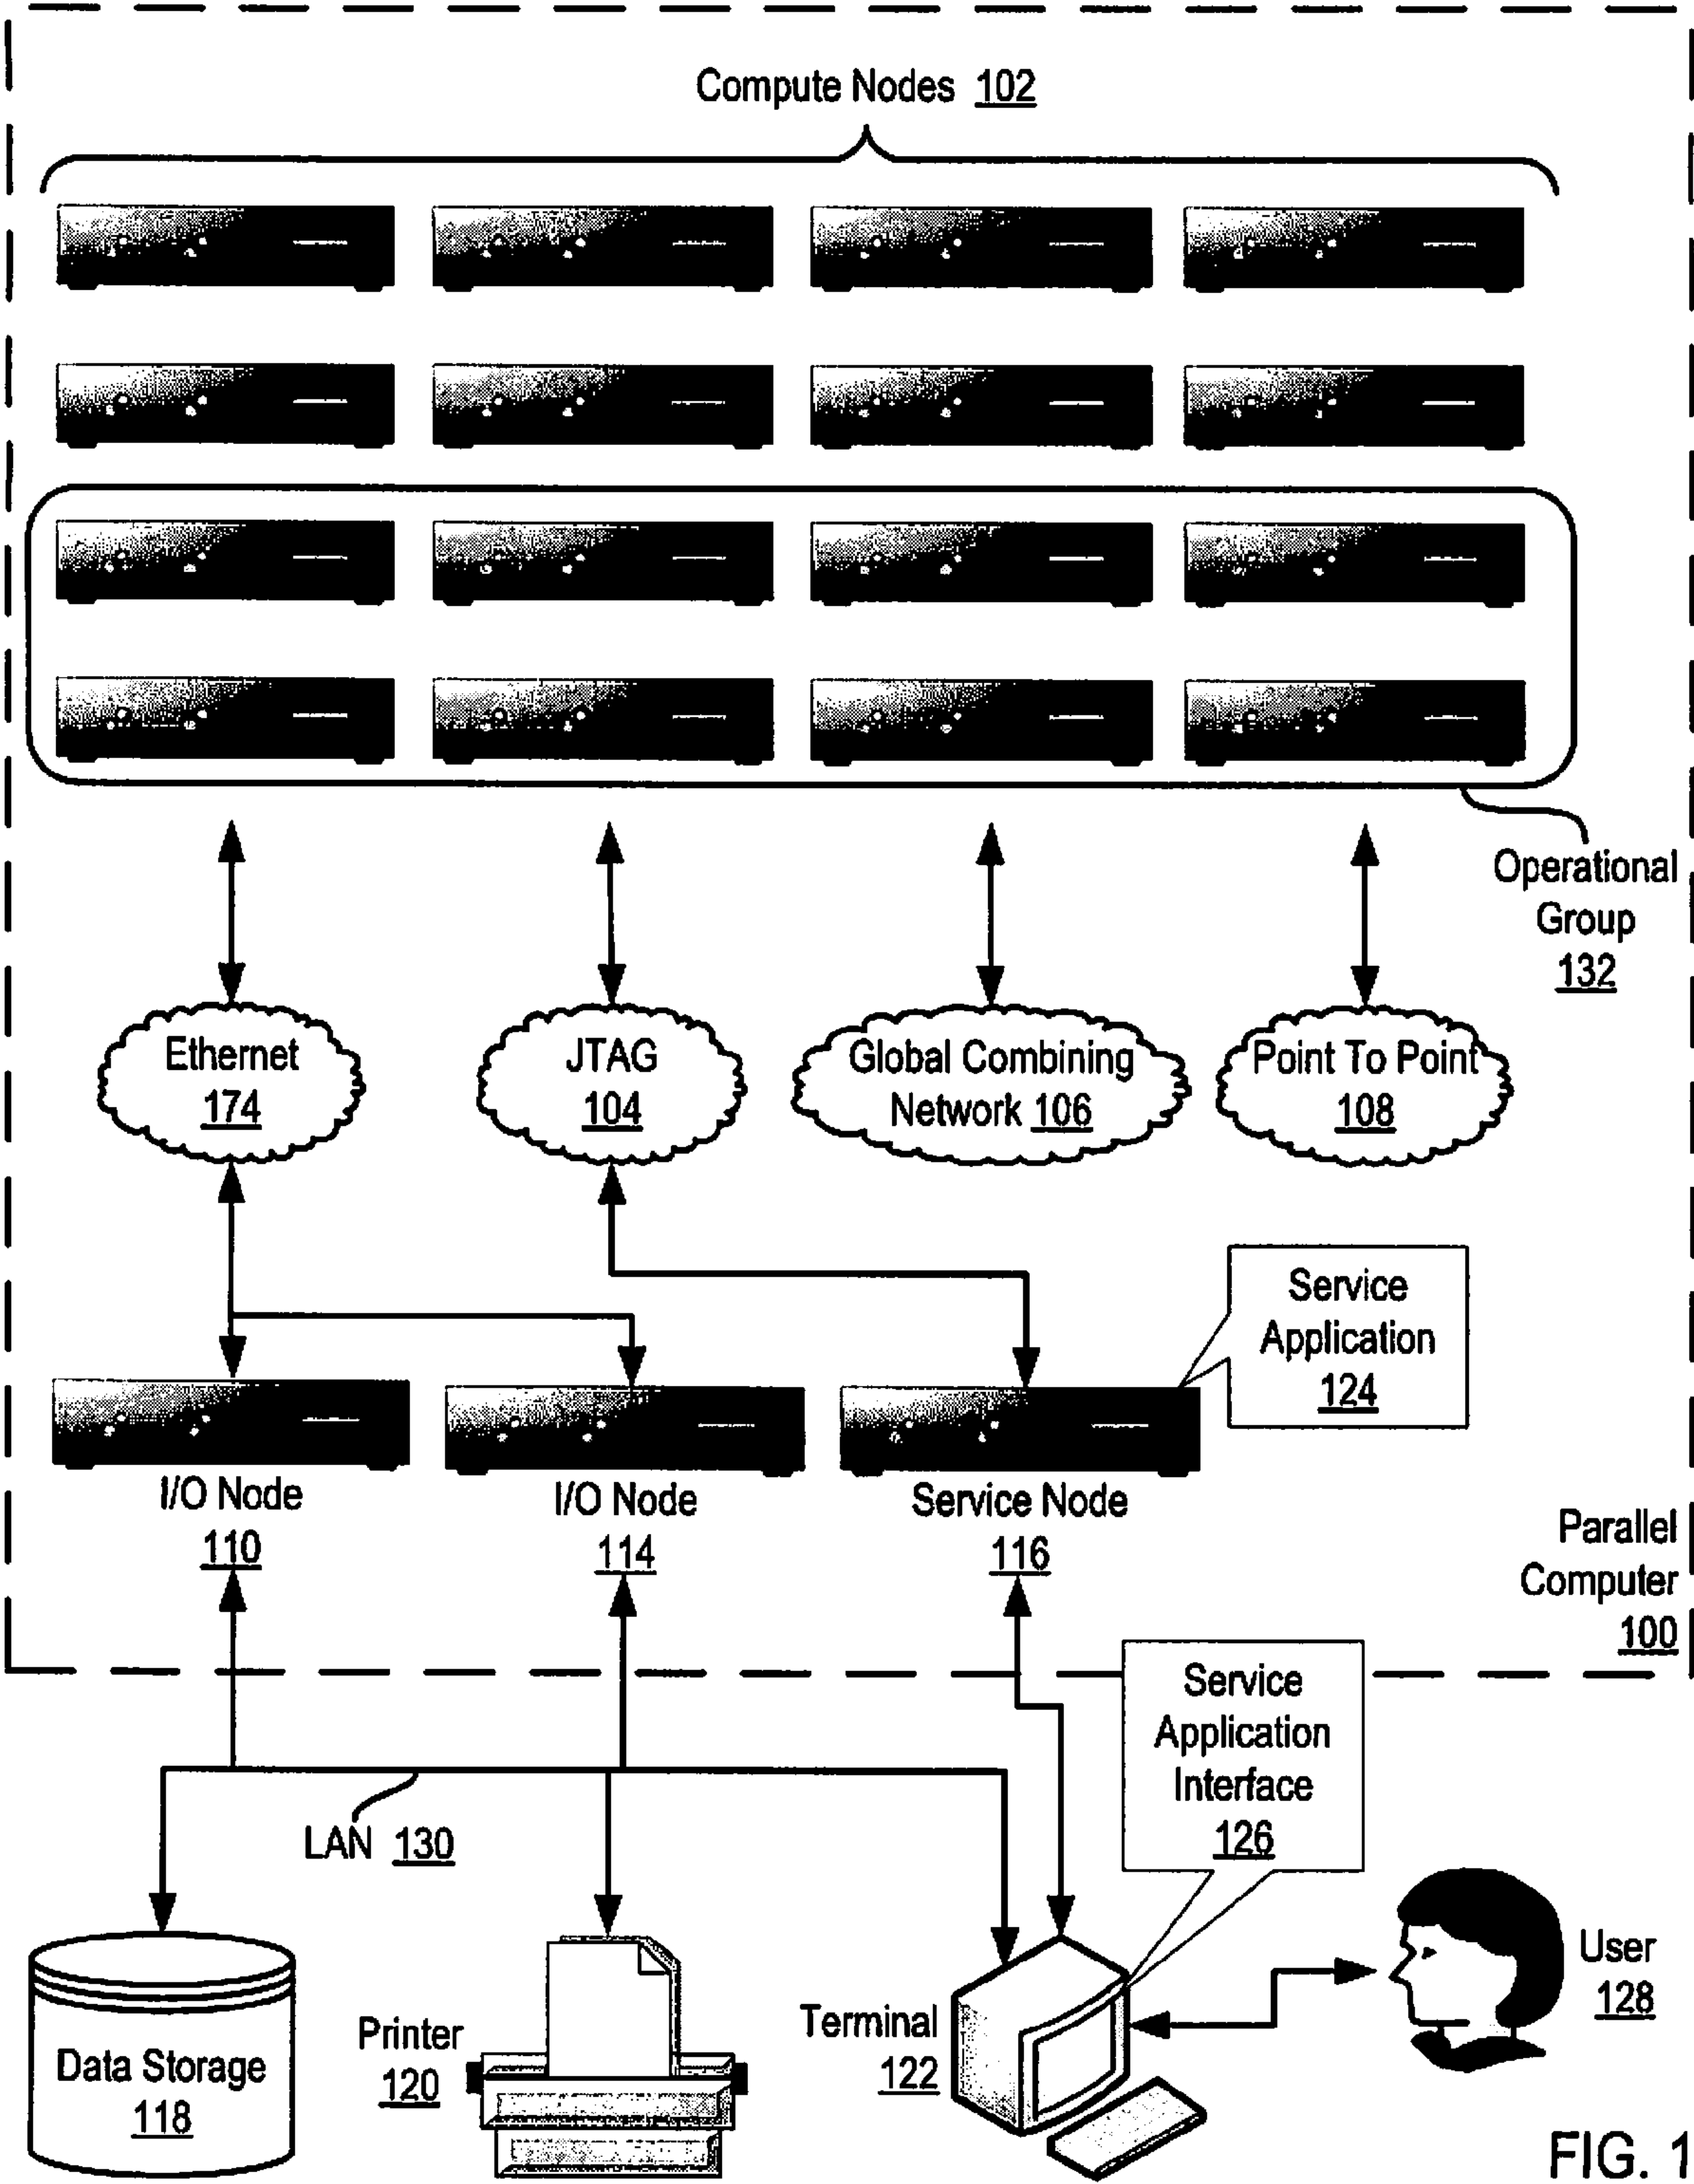 Compute Nodes 102
Operational
Group
132
Ethernet
174
JTAG
104
Global Combining
Network 106
Point To Point
108
Service
Application
124
I/O Node
110
I/O Node
114
Service Node
116
Parallel
Computer
100
Service
Application
Interface
126
LAN 130
Data Storage
118
Printer
120
Terminal
122
User
128
FIG. 1